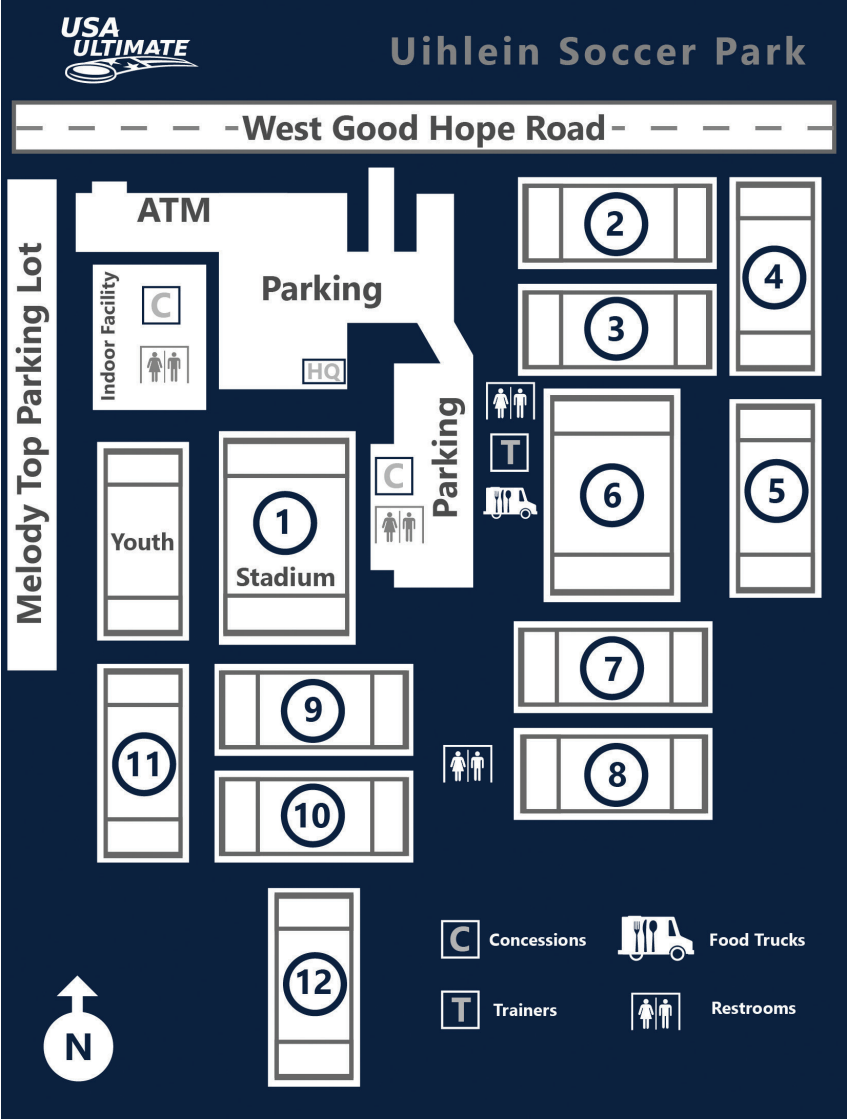 USA
ULTIMATE
Uihlein Soccer Park
West Good Hope Road
Melody Top Parking Lot
ATM
Parking
Indoor Facility
C
HQ
2
3
4
Parking
T
C
6
5
Youth
1
Stadium
7
8
9
10
11
12
C Concessions
Food Trucks
T Trainers
Restrooms
N